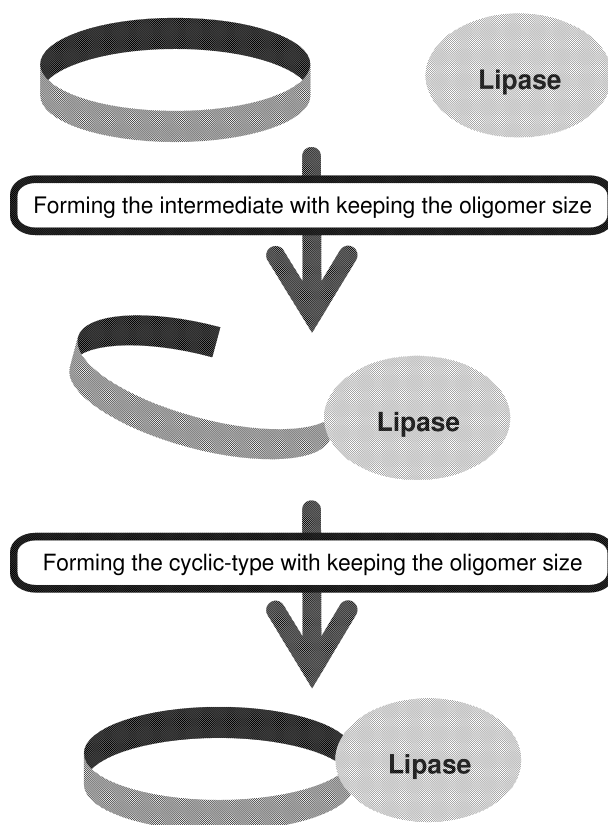 Lipase
Forming the intermediate with keeping the oligomer size
Lipase
Forming the cyclic-type with keeping the oligomer size
Lipase